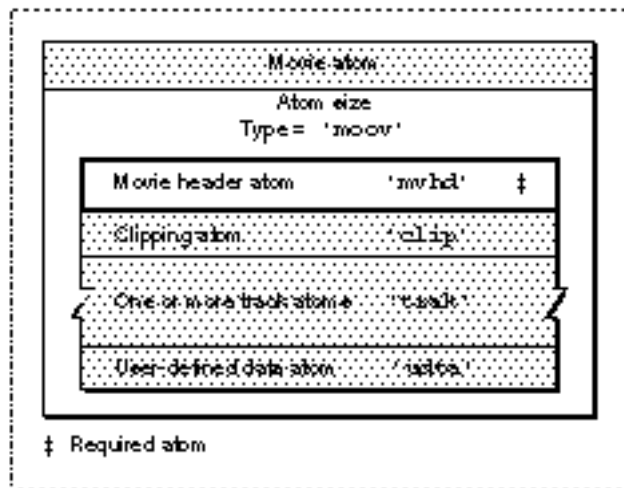 Movie atom
Atom size
Type = 'moov'
Movie header atom 'mvhd' ‡
Clipping atom 'clip'
One or more track atoms 'trak'
User-defined data atom 'udta'
‡ Required atom